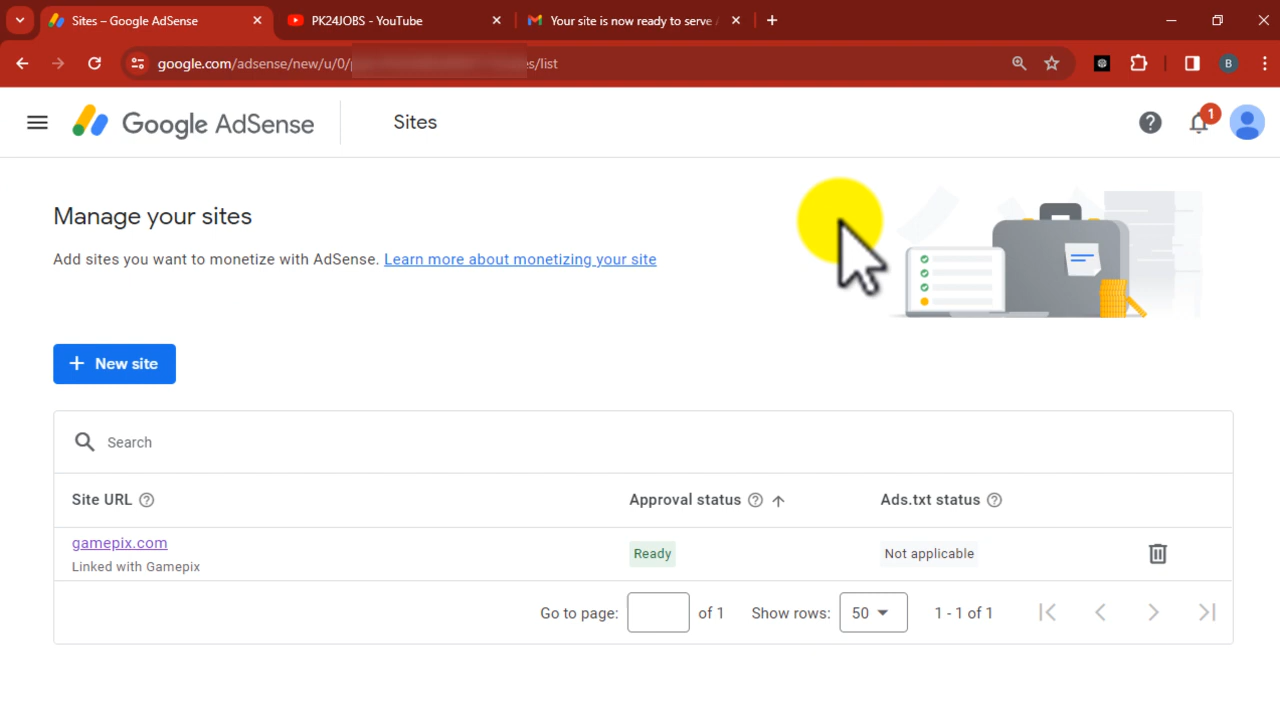 Sites – Google AdSense
PK24JOBS - YouTube
Your site is now ready to serve
google.com/adsense/new/u/0/
s/list
B
Google AdSense
Sites
1
Manage your sites
Add sites you want to monetize with AdSense. Learn more about monetizing your site
+ New site
Search
Site URL
Approval status
Ads.txt status
gamepix.com
Linked with Gamepix
Ready
Not applicable
Go to page:
of 1
Show rows:
50
1 - 1 of 1